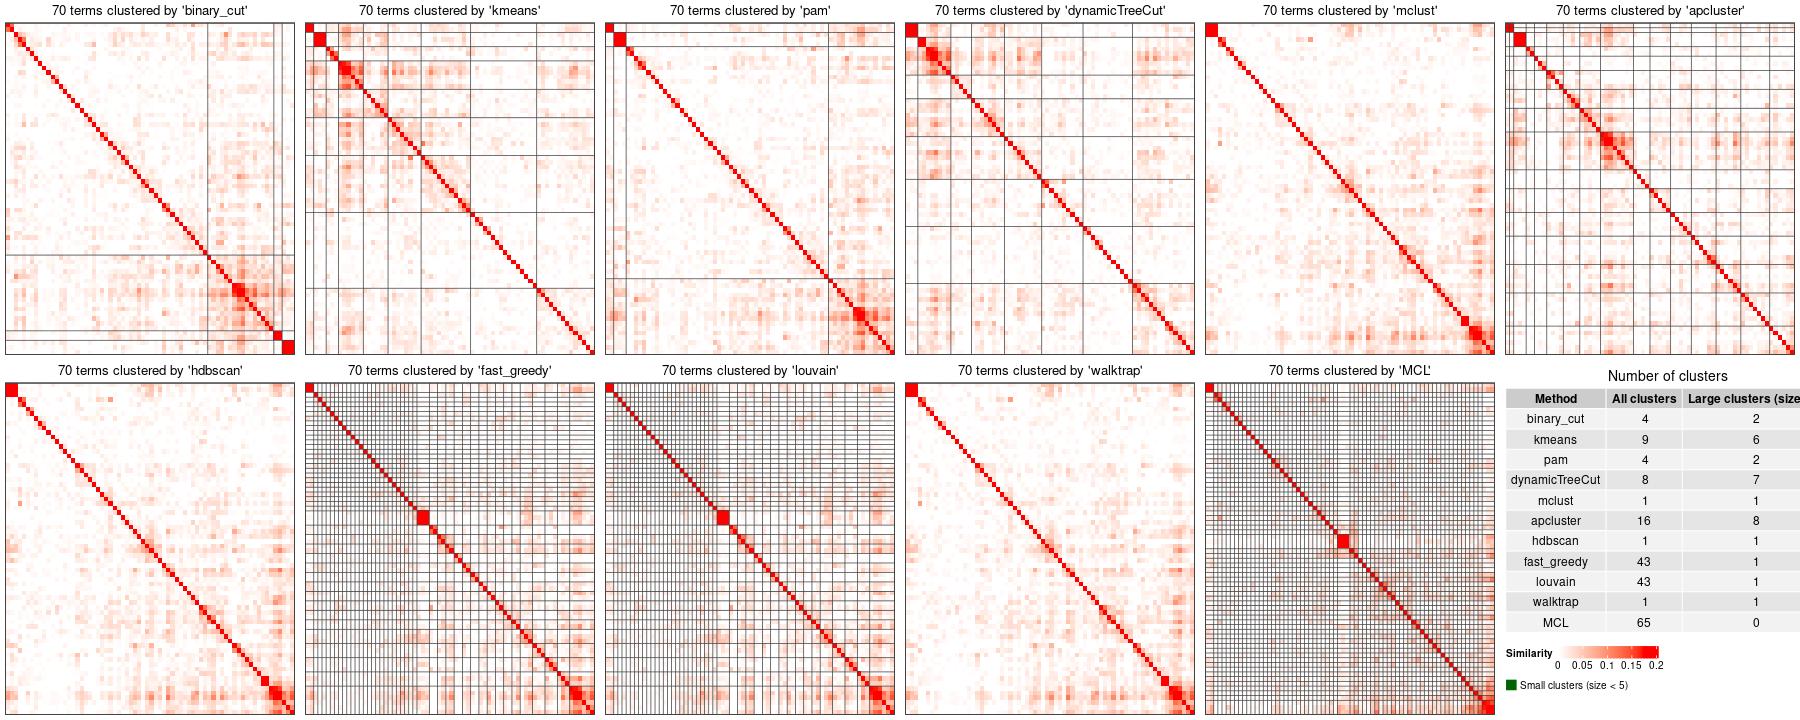 70 terms clustered by 'binary_cut'
70 terms clustered by 'kmeans'
70 terms clustered by 'pam'
70 terms clustered by 'dynamicTreeCut'
70 terms clustered by 'mclust'
70 terms clustered by 'apcluster'
70 terms clustered by 'hdbscan'
70 terms clustered by 'fast_greedy'
70 terms clustered by 'louvain'
70 terms clustered by 'walktrap'
70 terms clustered by 'MCL'
Number of clusters
Method All clusters Large clusters (size
binary_cut 4 2
kmeans 9 6
pam 4 2
dynamicTreeCut 8 7
mclust 1 1
apcluster 16 8
hdbscan 1 1
fast_greedy 43 1
louvain 43 1
walktrap 1 1
MCL 65 0
Similarity
0 0.05 0.1 0.15 0.2
Small clusters (size < 5)